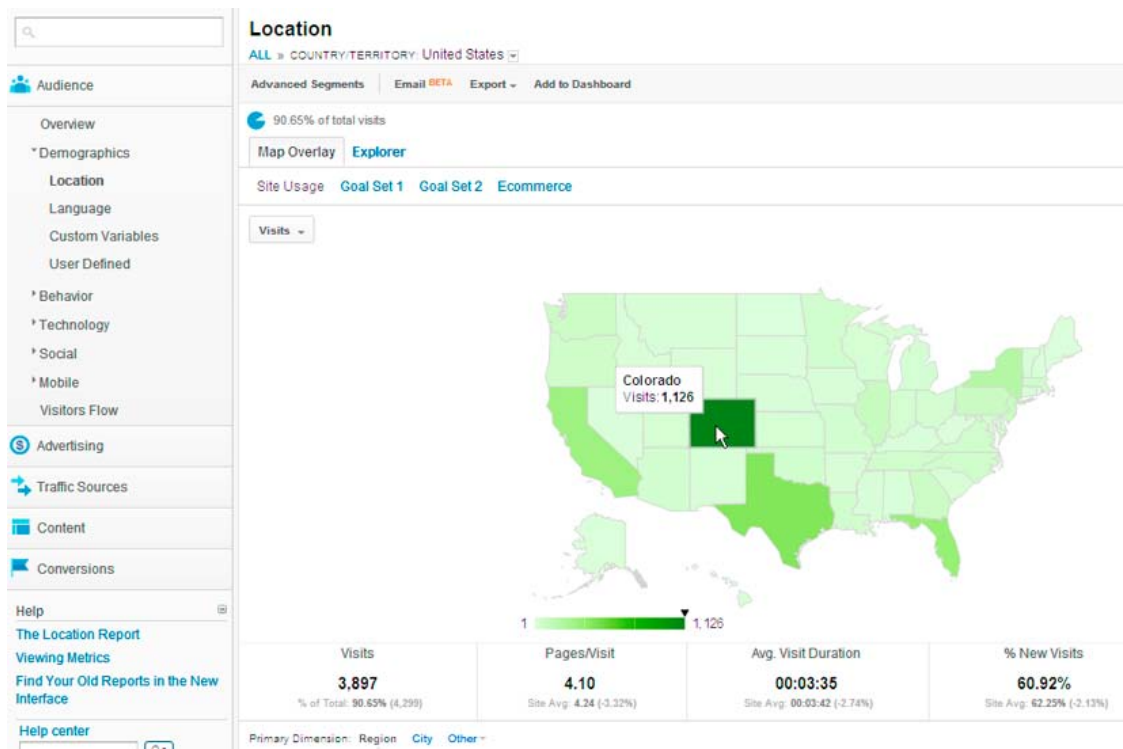 Location
ALL » COUNTRY/TERRITORY: United States
Audience
Advanced Segments Email BETA Export Add to Dashboard
Overview
90.65% of total visits
Demographics
Map Overlay Explorer
Location
Site Usage Goal Set 1 Goal Set 2 Ecommerce
Language
Custom Variables
Visits
User Defined
Behavior
Technology
Social
Mobile
Visitors Flow
Colorado
Visits: 1,126
Advertising
Traffic Sources
Content
Conversions
Help
1 1,126
The Location Report
Viewing Metrics
Find Your Old Reports in the New
Interface
Help center
Visits Pages/Visit Avg. Visit Duration % New Visits
3,897 4.10 00:03:35 60.92%
% of Total: 90.65% (4,299) Site Avg: 4.24 (-3.32%) Site Avg: 00:03:42 (-2.74%) Site Avg: 62.25% (-2.13%)
Primary Dimension: Region City Other